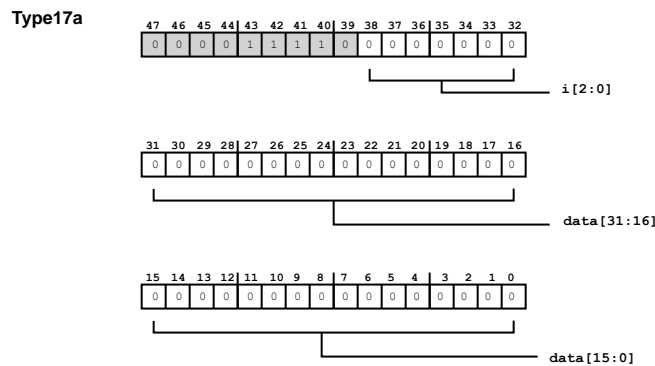 Type17a
47 46 45 44 43 42 41 40 39 38 37 36 35 34 33 32
0 0 0 0 1 1 1 1 0 0 0 0 0 0 0 0
i[2:0]
31 30 29 28 27 26 25 24 23 22 21 20 19 18 17 16
0 0 0 0 0 0 0 0 0 0 0 0 0 0 0 0
data[31:16]
15 14 13 12 11 10 9 8 7 6 5 4 3 2 1 0
0 0 0 0 0 0 0 0 0 0 0 0 0 0 0 0
data[15:0]